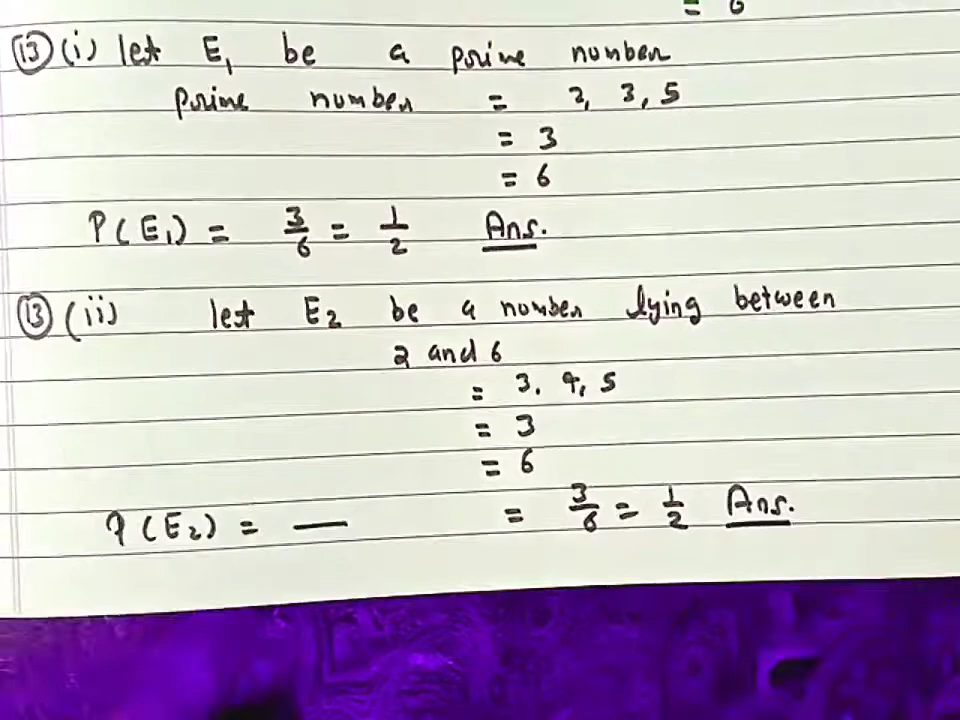 = 6
(13) (i) let E₁ be a prime number
prime number = 2, 3, 5
= 3
= 6
P(E₁) = 3/6 = 1/2 Ans.
(13) (ii) let E₂ be a number lying between
2 and 6
= 3, 4, 5
= 3
= 6
P(E₂) = — = 3/6 = 1/2 Ans.